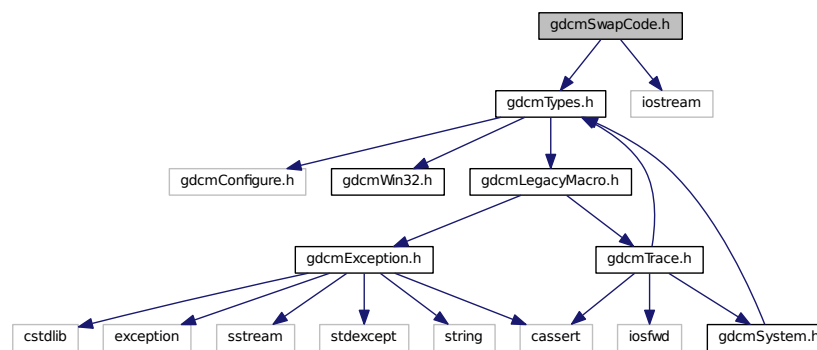 gdcmSwapCode.h
gdcmTypes.h
iostream
gdcmConfigure.h
gdcmWin32.h
gdcmLegacyMacro.h
gdcmException.h
gdcmTrace.h
cstdlib
exception
sstream
stdexcept
string
cassert
iosfwd
gdcmSystem.h